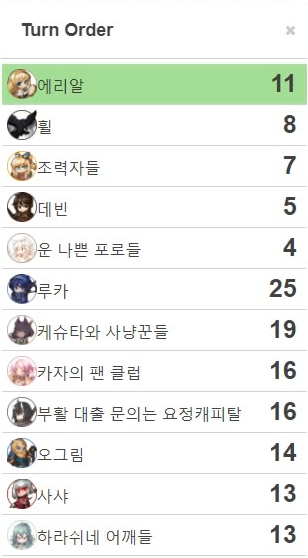 Turn Order ×
에리알 11
휠 8
조력자들 7
데빈 5
운 나쁜 포로들 4
루카 25
케슈타와 사냥꾼들 19
카자의 팬 클럽 16
부활 대출 문의는 요정캐피탈 16
오그림 14
사샤 13
하라쉬네 어깨들 13